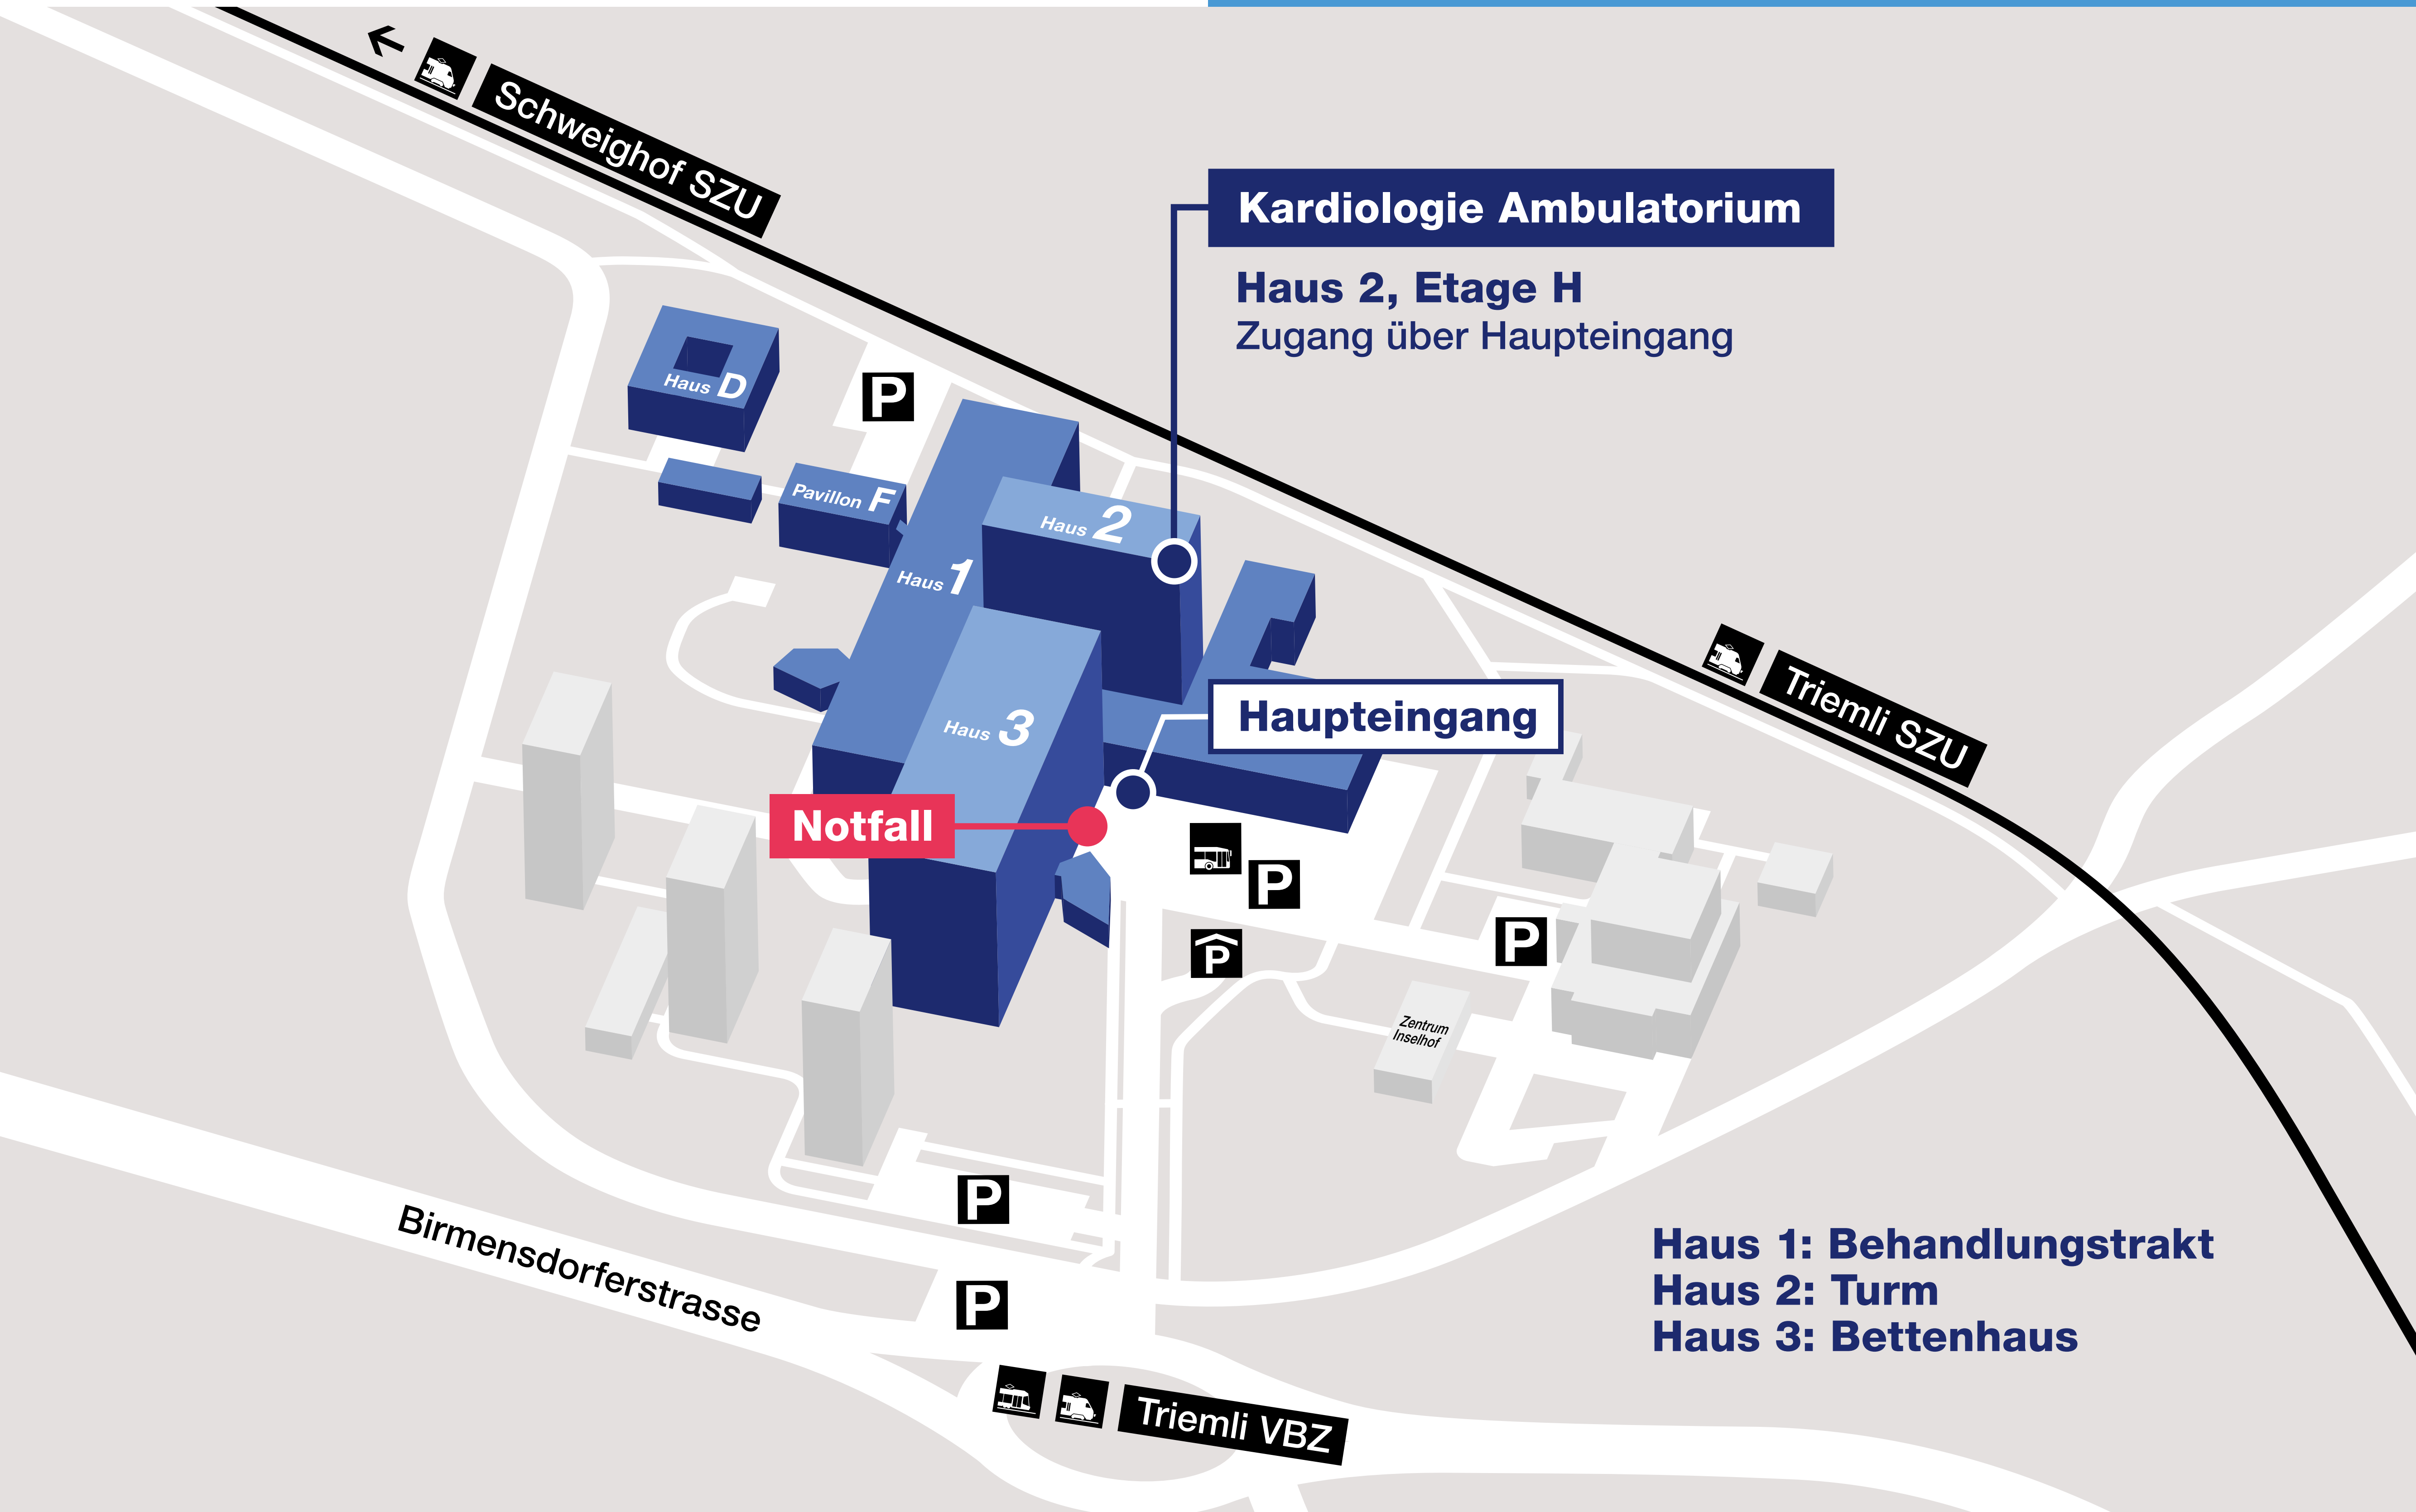 Schweighof SZU
Kardiologie Ambulatorium
Haus 2, Etage H
Zugang über Haupteingang
Haus D
P
Pavillon F
Haus 2
Haus 1
Triemli SZU
Haus 3
Haupteingang
Notfall
P
P
P
Zentrum
Inselhof
P
Birmensdorferstrasse
P
Haus 1: Behandlungstrakt
Haus 2: Turm
Haus 3: Bettenhaus
Triemli VBZ